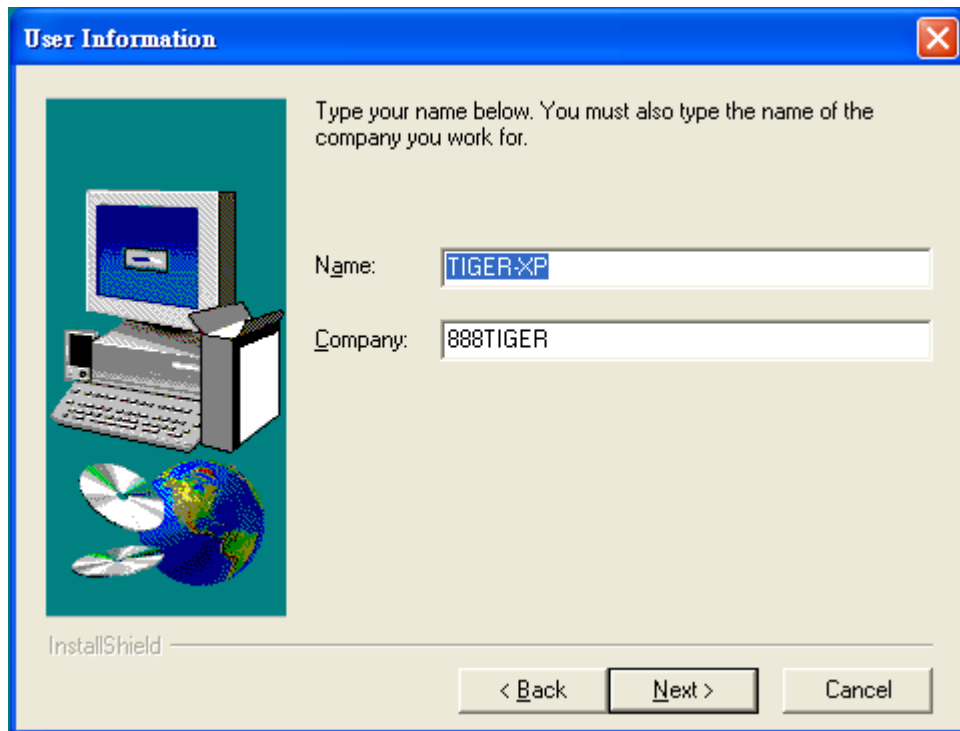 User Information
Type your name below. You must also type the name of the
company you work for.
Name:
TIGER-XP
Company:
888TIGER
InstallShield
< Back
Next >
Cancel